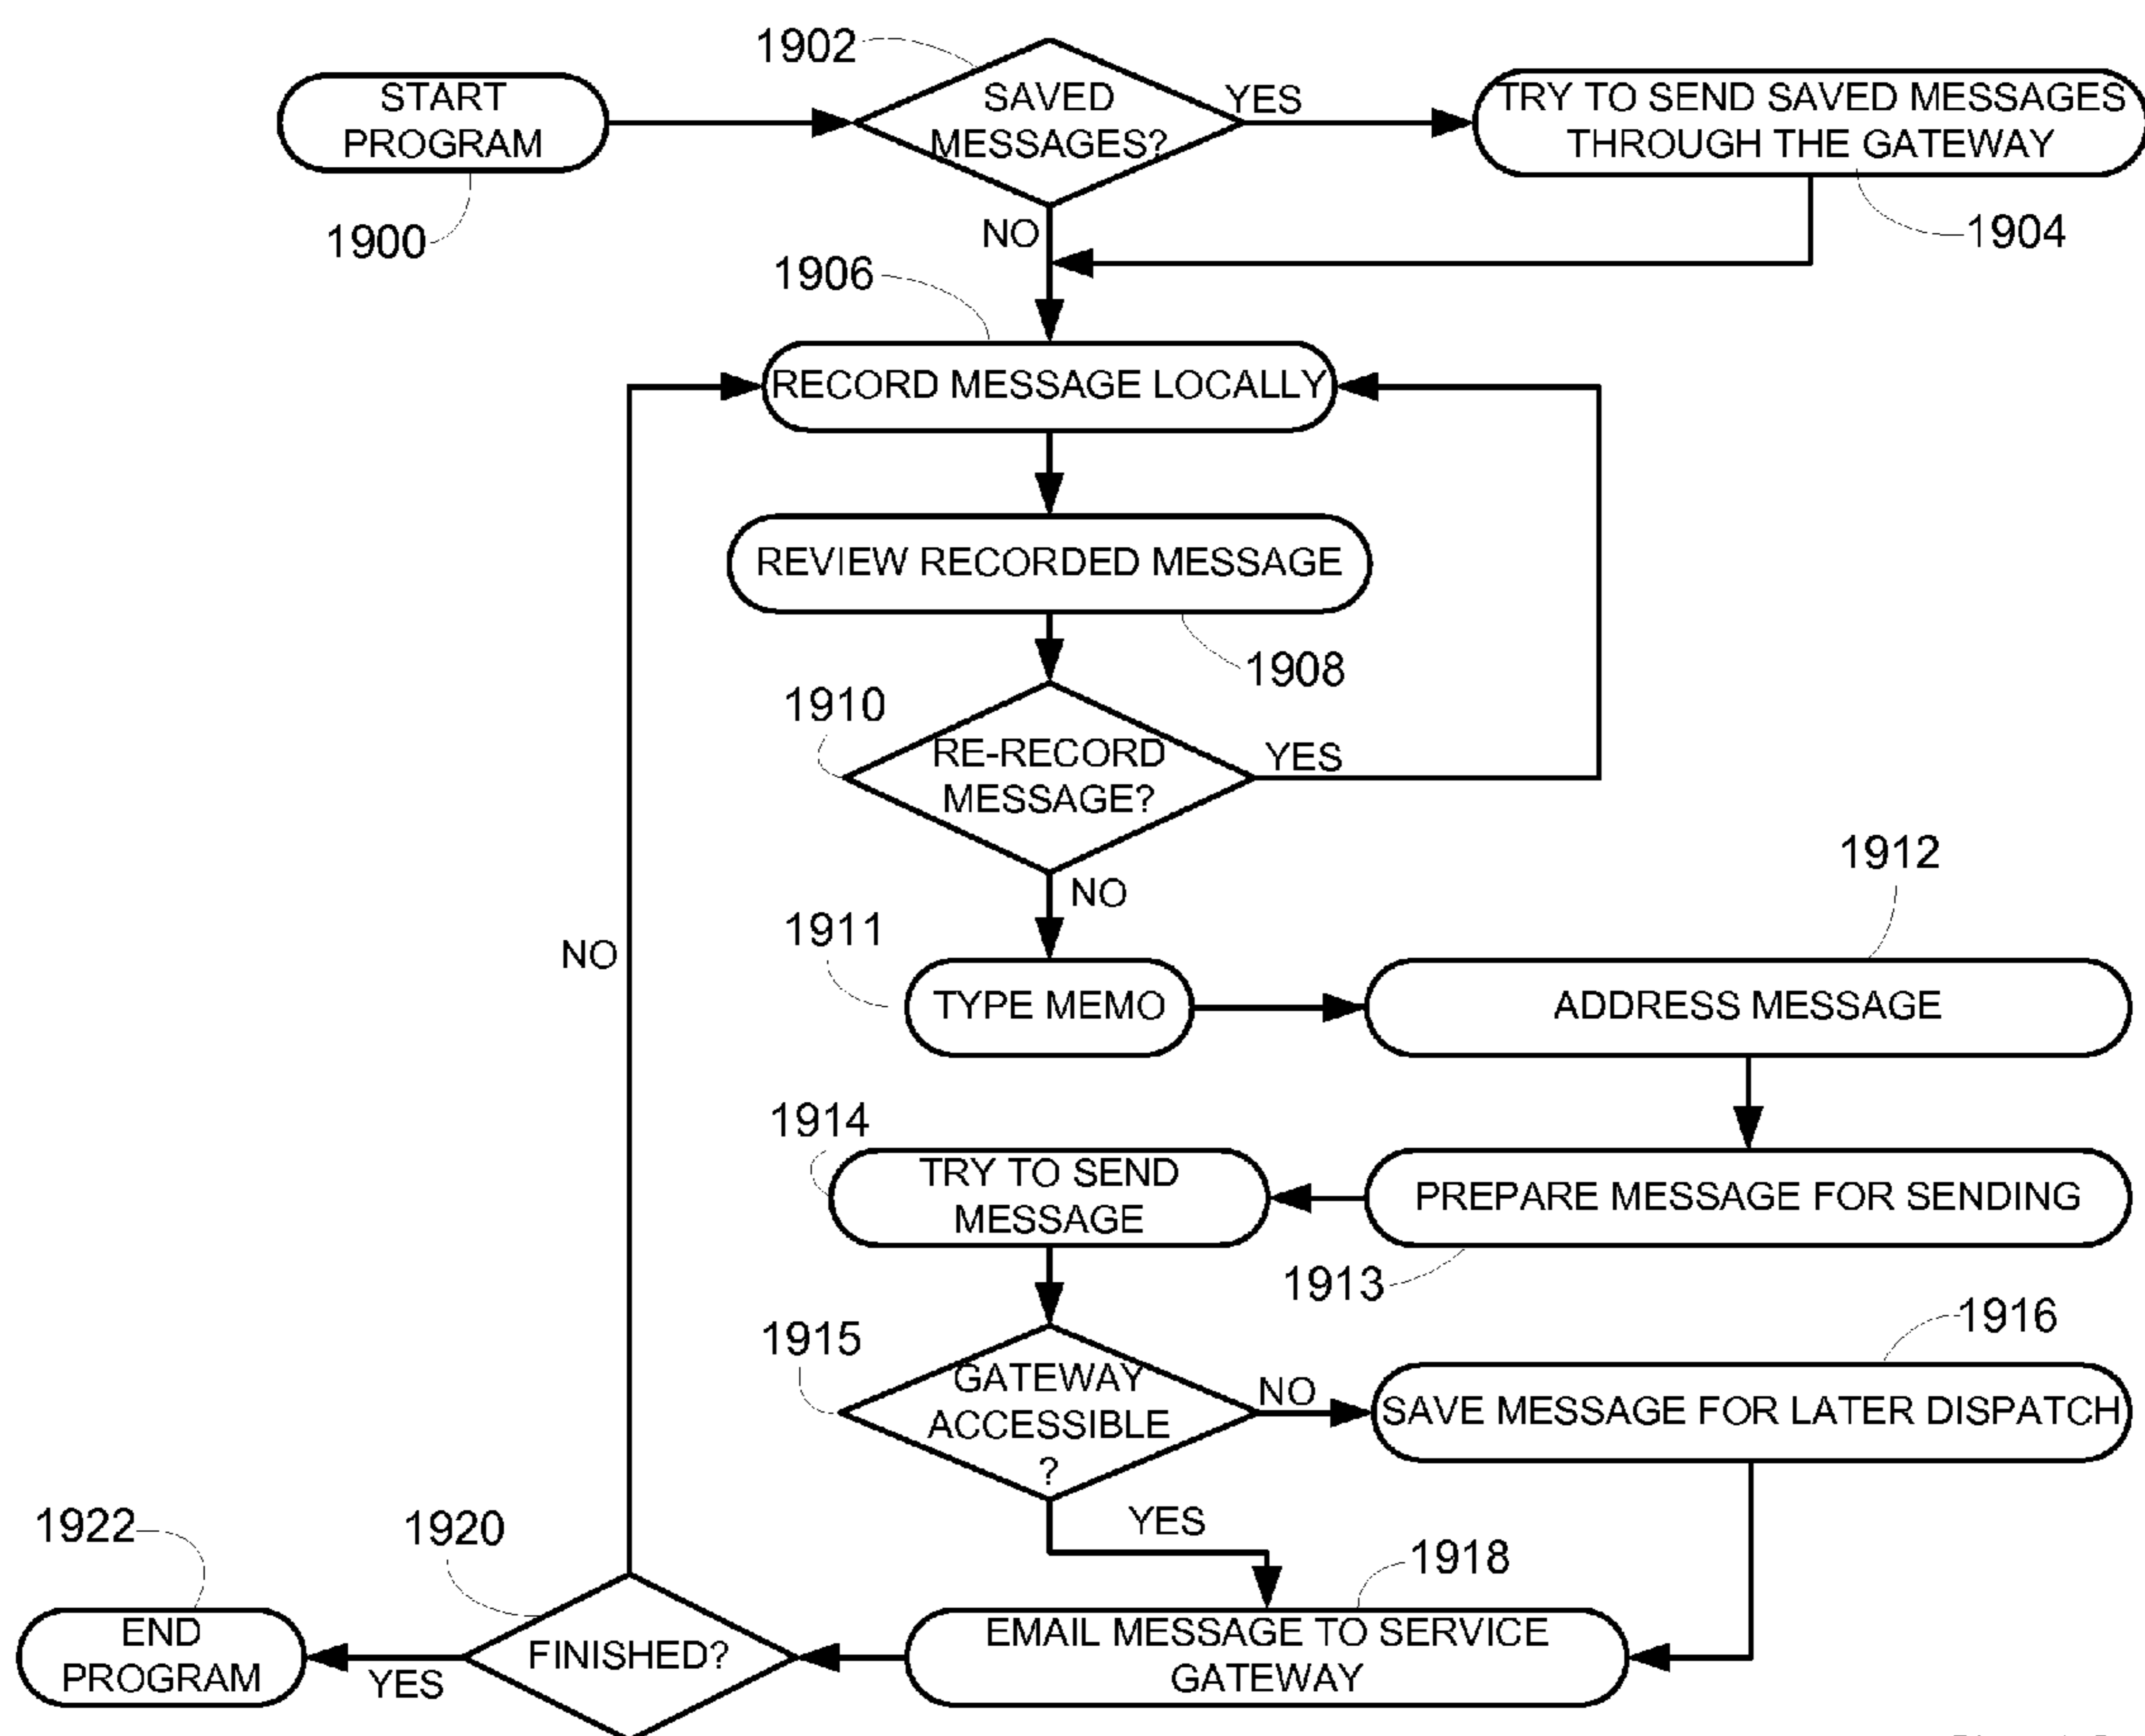 1902
START
PROGRAM
SAVED
MESSAGES?
YES
TRY TO SEND SAVED MESSAGES
THROUGH THE GATEWAY
1900
NO
1904
1906
RECORD MESSAGE LOCALLY
REVIEW RECORDED MESSAGE
1908
1910
RE-RECORD
MESSAGE?
YES
1912
NO
1911
NO
TYPE MEMO
ADDRESS MESSAGE
1914
TRY TO SEND
MESSAGE
PREPARE MESSAGE FOR SENDING
1913
1916
1915
GATEWAY
ACCESSIBLE
?
NO
SAVE MESSAGE FOR LATER DISPATCH
YES
1922
1920
1918
END
PROGRAM
YES
FINISHED?
EMAIL MESSAGE TO SERVICE
GATEWAY